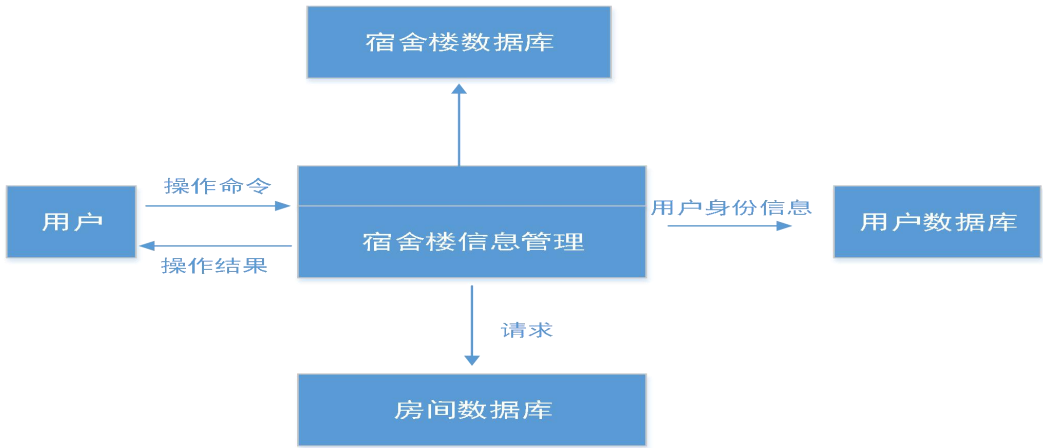 宿舍楼数据库
操作命令
用户
用户身份信息
用户数据库
宿舍楼信息管理
操作结果
请求
房间数据库